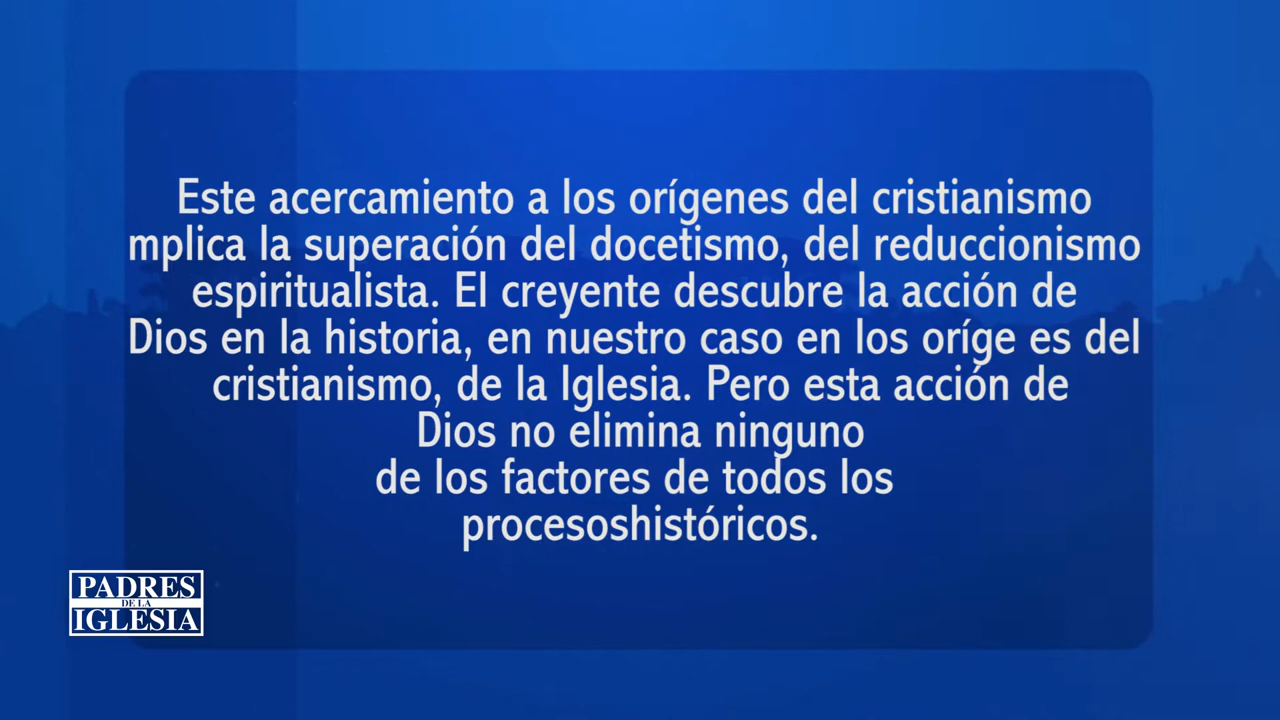 Este acercamiento a los orígenes del cristianismo
mplica la superación del docetismo, del reduccionismo
espiritualista. El creyente descubre la acción de
Dios en la historia, en nuestro caso en los oríge es del
cristianismo, de la Iglesia. Pero esta acción de
Dios no elimina ninguno
de los factores de todos los
procesoshistóricos.
PADRES
DE LA
IGLESIA